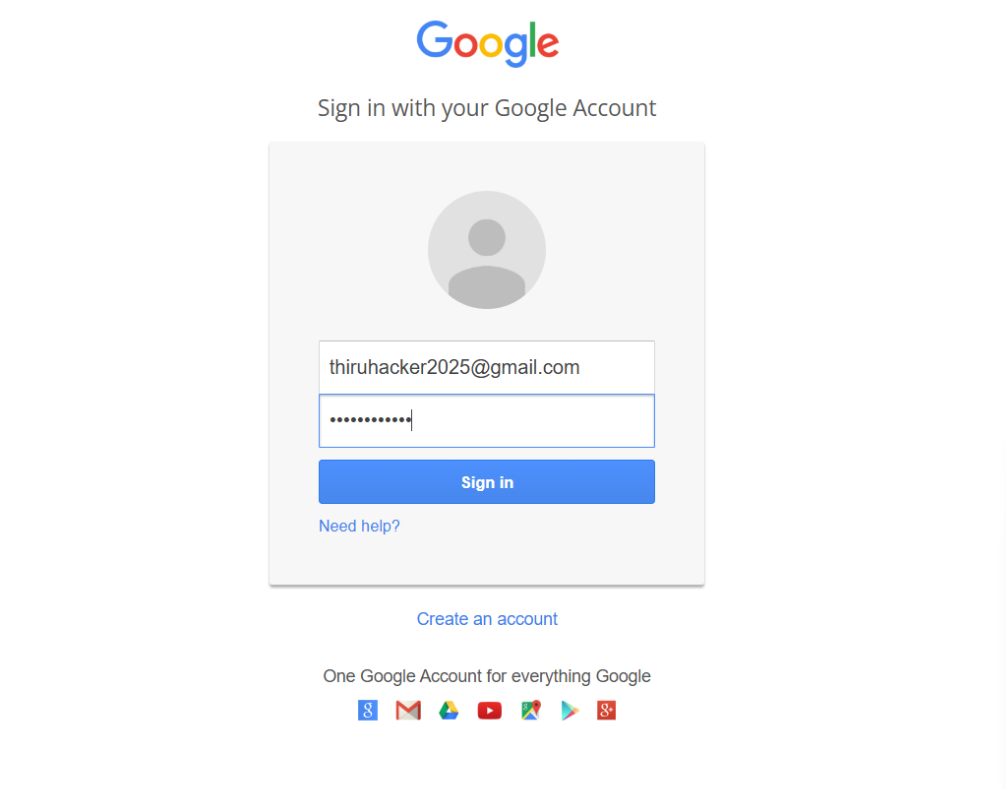 Google
Sign in with your Google Account
thiruhacker2025@gmail.com
••••••••••••
Sign in
Need help?
Create an account
One Google Account for everything Google